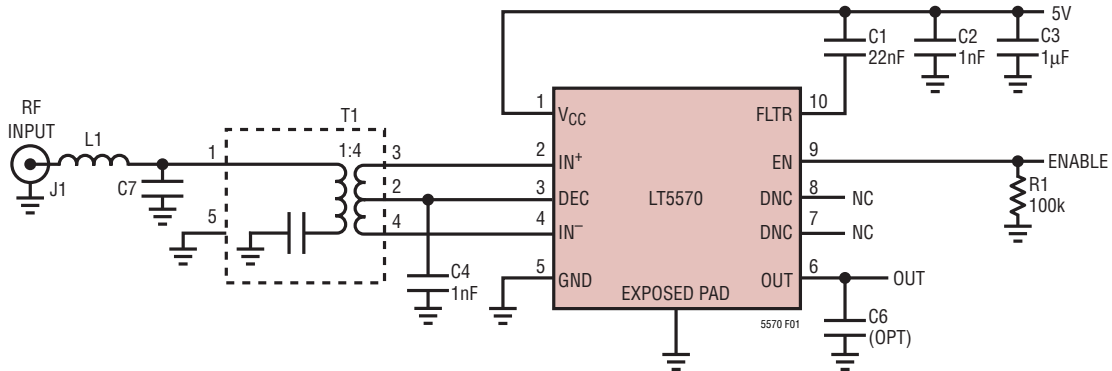 5V
C1
22nF
C2
1nF
C3
1µF
RF
INPUT
J1
L1
C7
T1
1:4
1
5
3
2
4
C4
1nF
1
VCC
2
IN+
3
DEC
4
IN−
5
GND
LT5570
EXPOSED PAD
10
FLTR
9
EN
8
DNC
NC
7
DNC
NC
6
OUT
OUT
ENABLE
R1
100k
C6
(OPT)
5570 F01